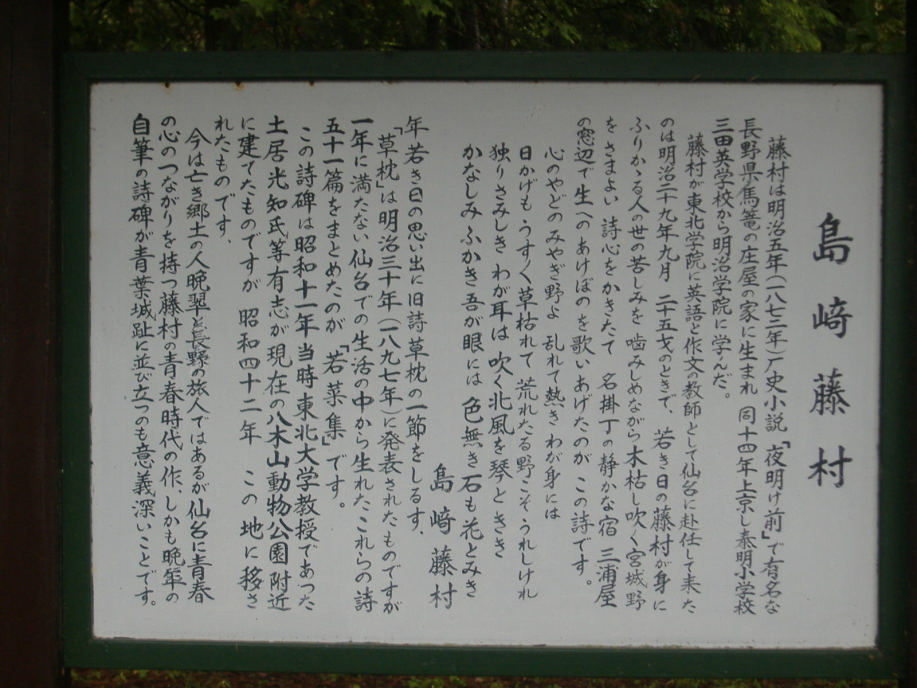 島崎藤村
藤村は明治五年(一八七二年)厂史小説「夜明け前」で有名な
長野県馬篭の庄屋の家に生まれ 同十四年上京し泰明小学校
三田英学校から明治学院に学んだ。
藤村が東北学院に英語と作文の教師として仙台に赴任して来た
のは明治二十九年九月 二十五才のときで、若き日の藤村が身に
ふりかゝる人の世の苦しみを噛みしめながら木枯し吹く宮城野
をさまよい 詩心をかきたて 名掛丁の静かな宿 三浦屋
の窓辺で生へのあけぼのを歌いあげたのが この詩です。
心のやどのみやぎ野よ 乱れて熱き わが身には
日かげもうすく草枯れて 荒れたる野こそ うれしけれ
独りさみしき わが耳は 吹く北風を琴ときき
かなしみ ふかき吾が眼には 色無き石も花とみき
島崎藤村
年若き日の思い出に旧詩草枕の一節をしるす、
「草枕」は明治三十年(一八九七年)に発表されたものですが
一年に満たない仙台での生活の中から生れたこれらの詩
五十一篇をまとめたのが「若菜集」です。
この詩碑は昭和十一年当時東北大学教授であった
土居光知氏等有志が現在の八木山動物公園附近
に建てたものですが 昭和四十二年 この地に移さ
れたものです、
今は亡き郷土の人晩翠と長野の旅人ではあるが仙台に青春
の心のつながりを持つ藤村の青春時代の作、しかも晩年の
自筆の詩碑が青葉城趾に並び立つのも意義深いことです。